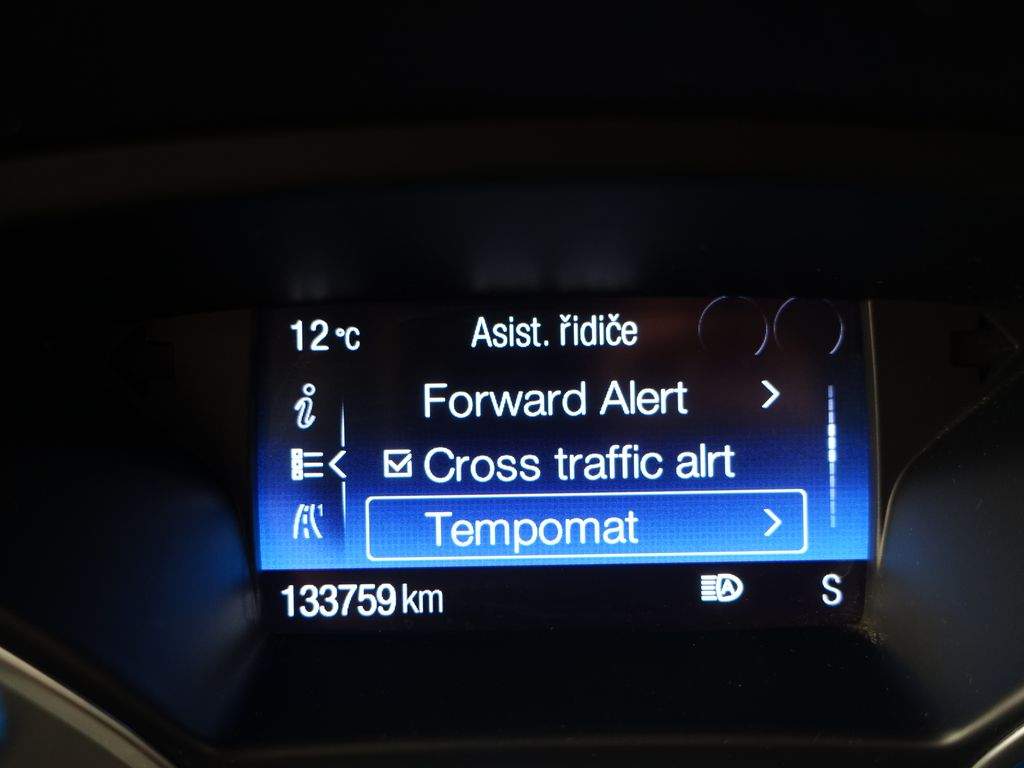 12 °C Asist. řidiče
Forward Alert
Cross traffic alrt
Tempomat
133759 km S